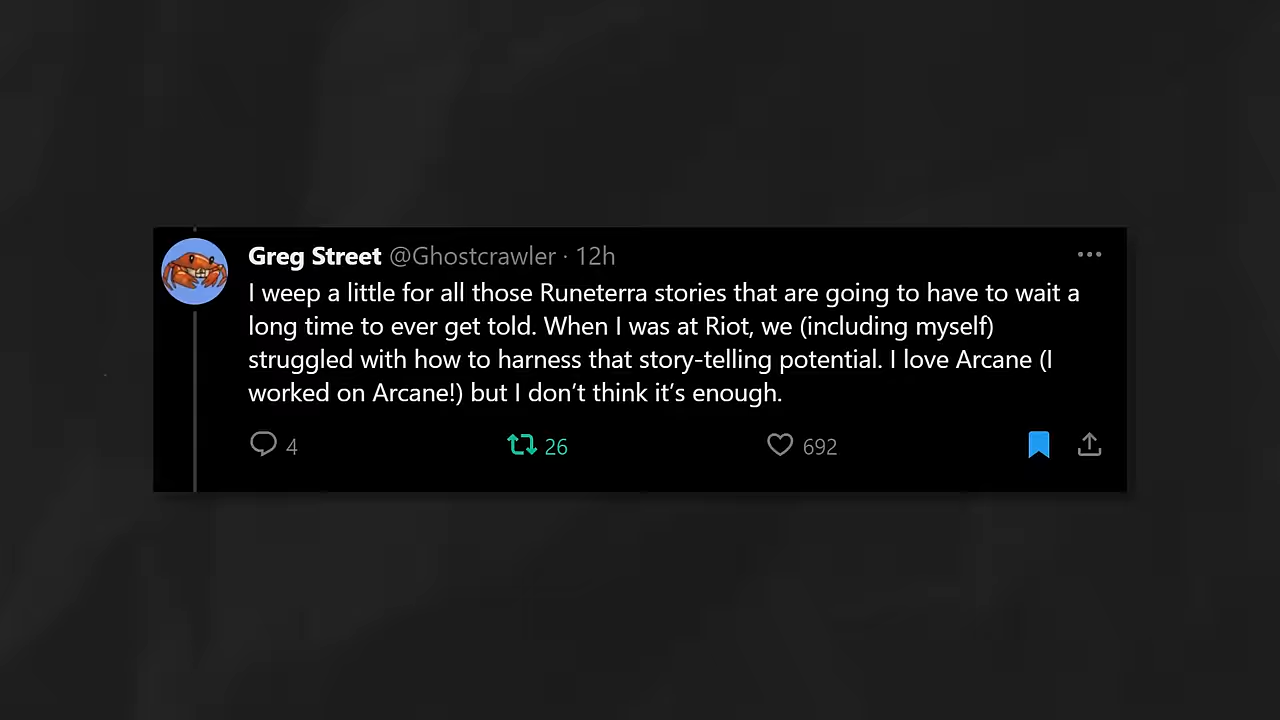 Greg Street @Ghostcrawler · 12h
I weep a little for all those Runeterra stories that are going to have to wait a
long time to ever get told. When I was at Riot, we (including myself)
struggled with how to harness that story-telling potential. I love Arcane (I
worked on Arcane!) but I don’t think it’s enough.
4 26 692